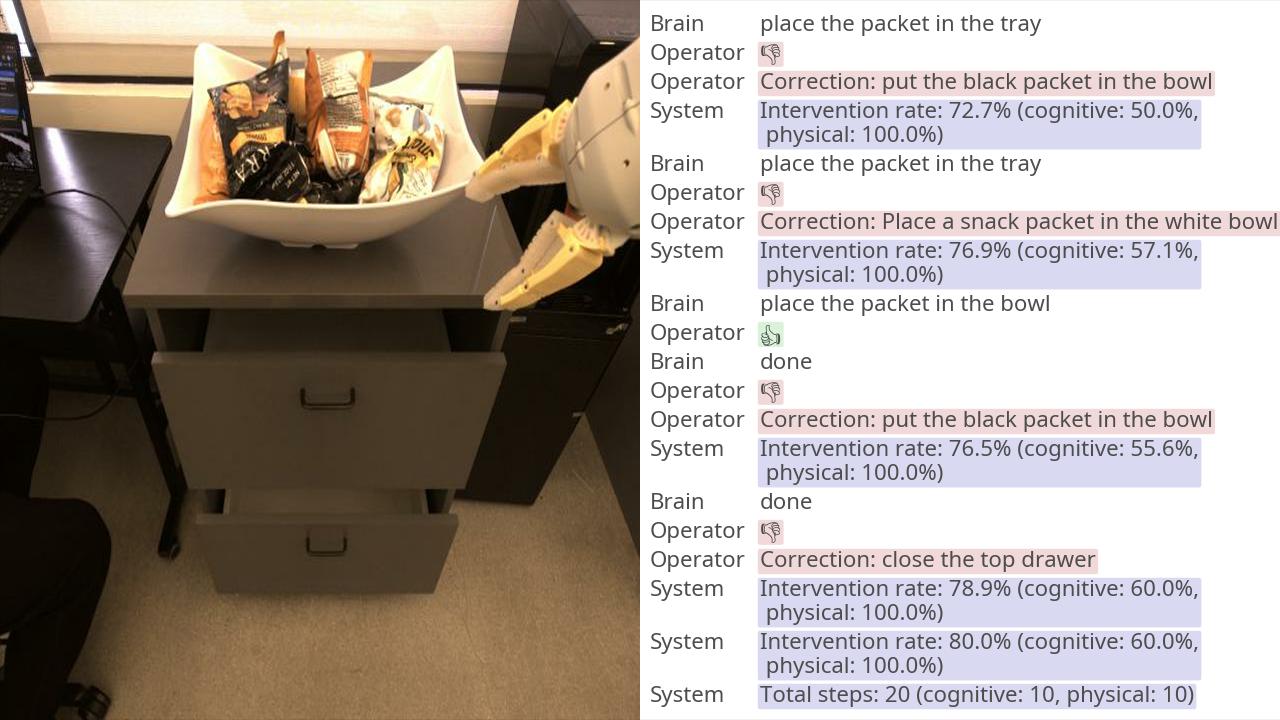 Brain place the packet in the tray
Operator 👎
Operator Correction: put the black packet in the bowl
System Intervention rate: 72.7% (cognitive: 50.0%,
physical: 100.0%)
Brain place the packet in the tray
Operator 👎
Operator Correction: Place a snack packet in the white bowl
System Intervention rate: 76.9% (cognitive: 57.1%,
physical: 100.0%)
Brain place the packet in the bowl
Operator 👍
Brain done
Operator 👎
Operator Correction: put the black packet in the bowl
System Intervention rate: 76.5% (cognitive: 55.6%,
physical: 100.0%)
Brain done
Operator 👎
Operator Correction: close the top drawer
System Intervention rate: 78.9% (cognitive: 60.0%,
physical: 100.0%)
System Intervention rate: 80.0% (cognitive: 60.0%,
physical: 100.0%)
System Total steps: 20 (cognitive: 10, physical: 10)